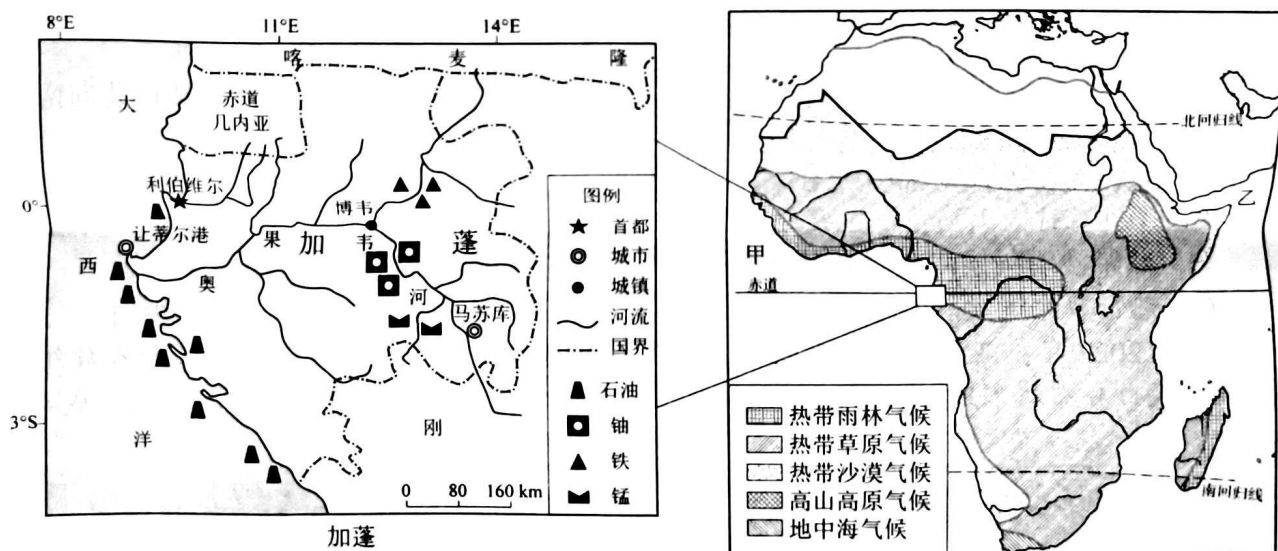 8°E
11°E
14°E
喀
麦
隆
大
赤道
几内亚
利伯维尔
0°
让蒂尔港
博韦
西
奥
果
加
韦
蓬
河
马苏库
3°S
洋
刚
0 80 160 km
图例
首都
城市
城镇
河流
国界
石油
铀
铁
锰
加蓬
北回归线
乙
甲
赤道
南回归线
热带雨林气候
热带草原气候
热带沙漠气候
高山高原气候
地中海气候